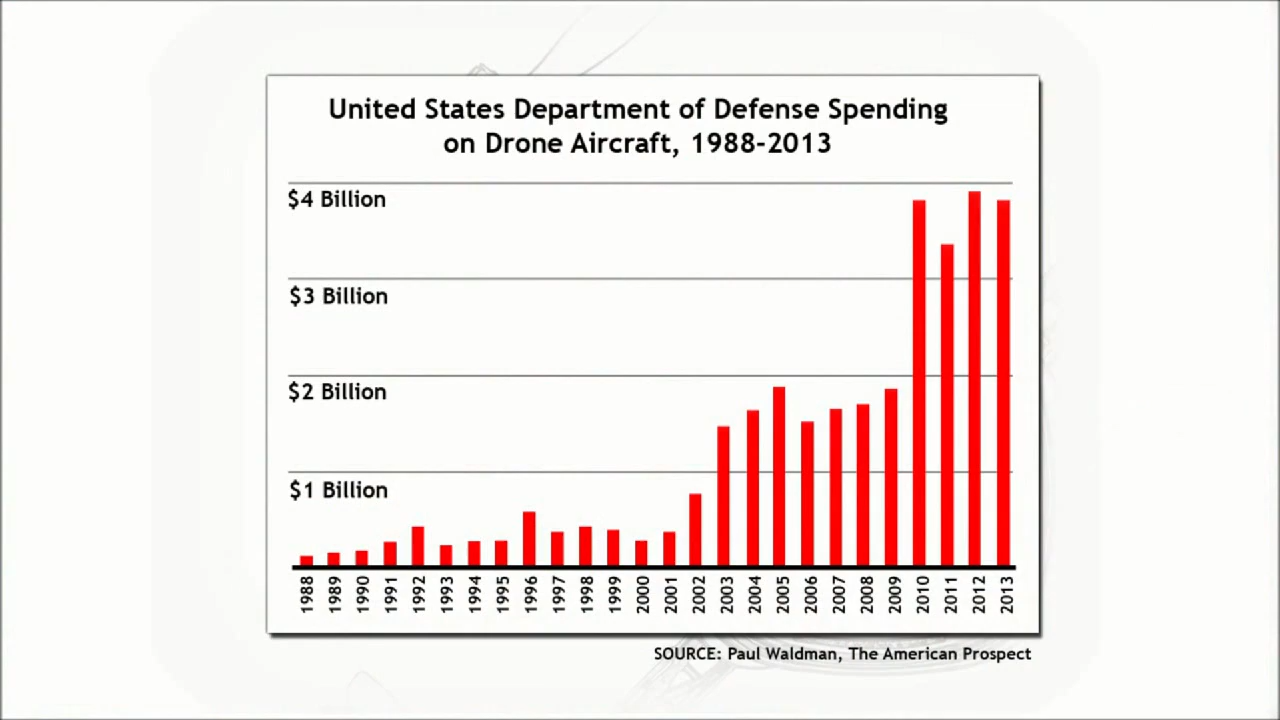 United States Department of Defense Spending
on Drone Aircraft, 1988-2013
$4 Billion
$3 Billion
$2 Billion
$1 Billion
1988 1989 1990 1991 1992 1993 1994 1995 1996 1997 1998 1999 2000 2001 2002 2003 2004 2005 2006 2007 2008 2009 2010 2011 2012 2013
SOURCE: Paul Waldman, The American Prospect